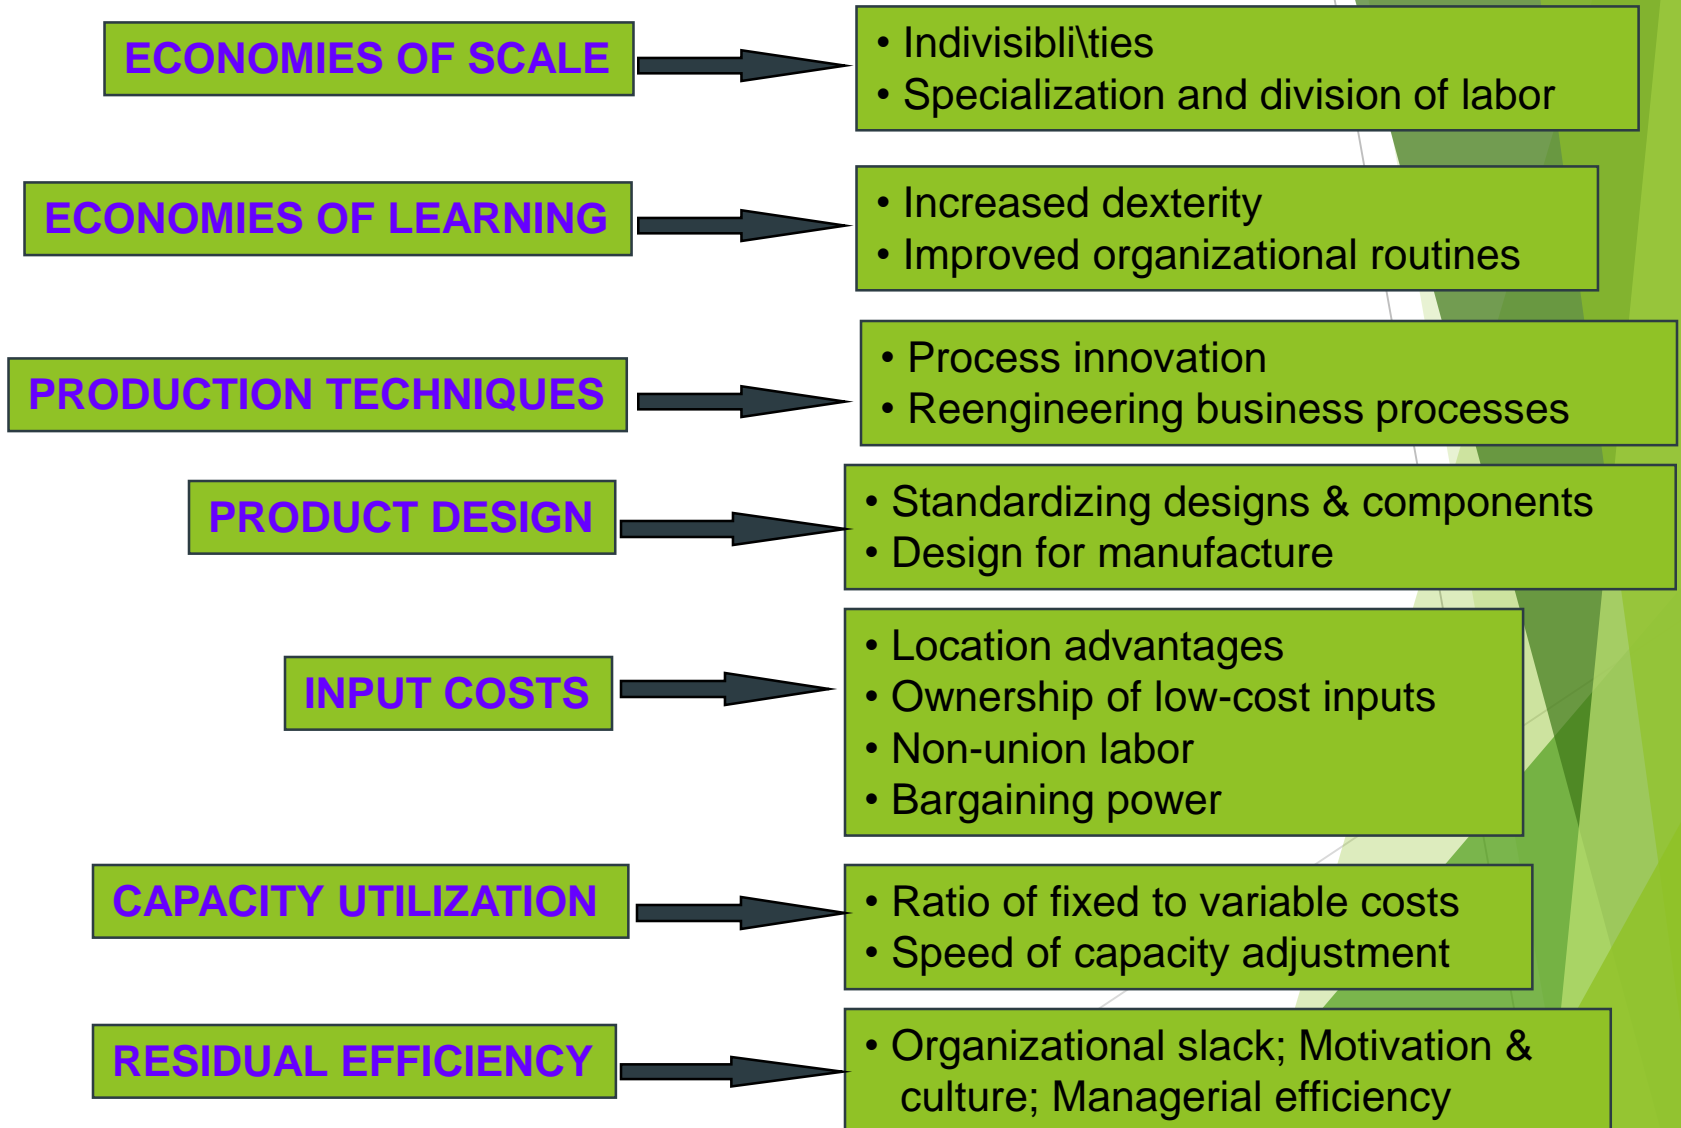 ECONOMIES OF SCALE
• Indivisibli\ties
• Specialization and division of labor
ECONOMIES OF LEARNING
• Increased dexterity
• Improved organizational routines
PRODUCTION TECHNIQUES
• Process innovation
• Reengineering business processes
PRODUCT DESIGN
• Standardizing designs & components
• Design for manufacture
INPUT COSTS
• Location advantages
• Ownership of low-cost inputs
• Non-union labor
• Bargaining power
CAPACITY UTILIZATION
• Ratio of fixed to variable costs
• Speed of capacity adjustment
RESIDUAL EFFICIENCY
• Organizational slack; Motivation &
culture; Managerial efficiency